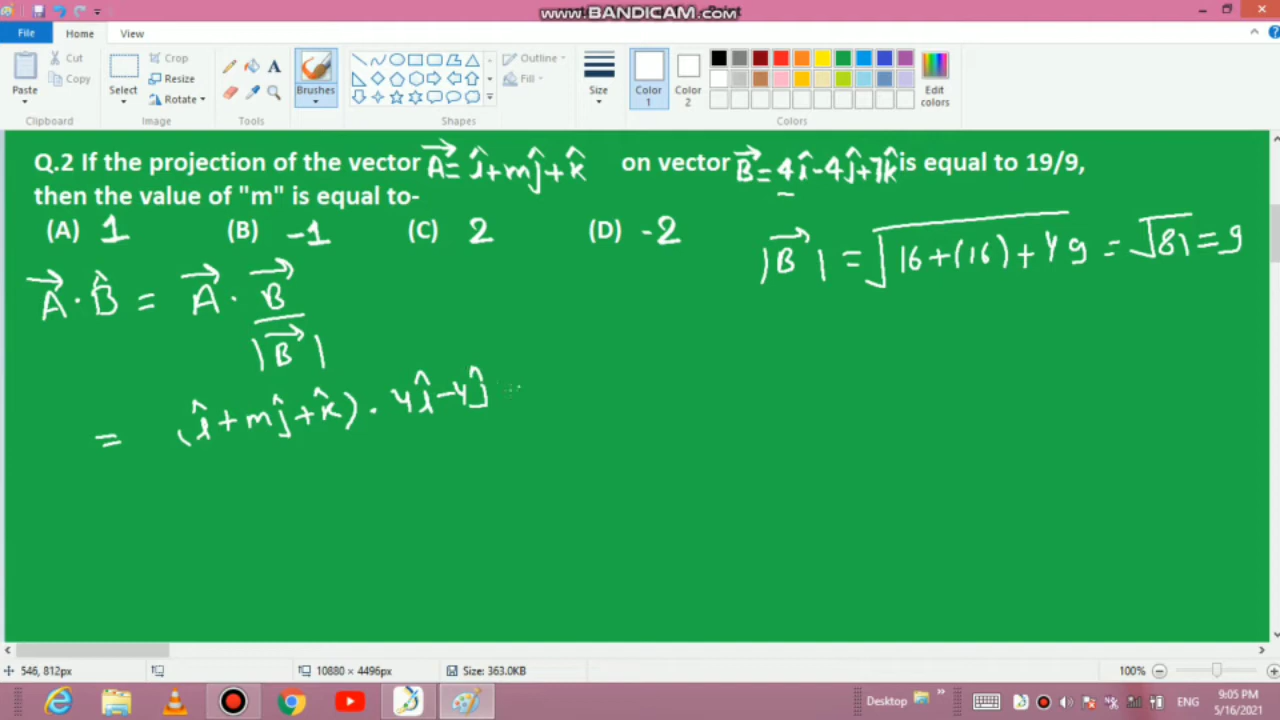 www.BANDICAM.com
File Home View
Paste Cut Copy Select Crop Resize Rotate Brushes Outline Fill Size Color 1 Color 2 Edit colors
Clipboard Image Tools Shapes Colors
Q.2 If the projection of the vector A⃗ = î+mĵ+k̂ on vector B⃗ = 4î-4ĵ+7k̂ is equal to 19/9,
then the value of "m" is equal to-
(A) 1 (B) -1 (C) 2 (D) -2
|B⃗| = √16+(16)+49 = √81 = 9
A⃗ · B̂ = A⃗ · B⃗
|B⃗|
= (î+mĵ+k̂) · 4î-4ĵ
546, 812px 10880 × 4496px Size: 363.0KB 100%
Desktop ENG 9:05 PM
5/16/2021